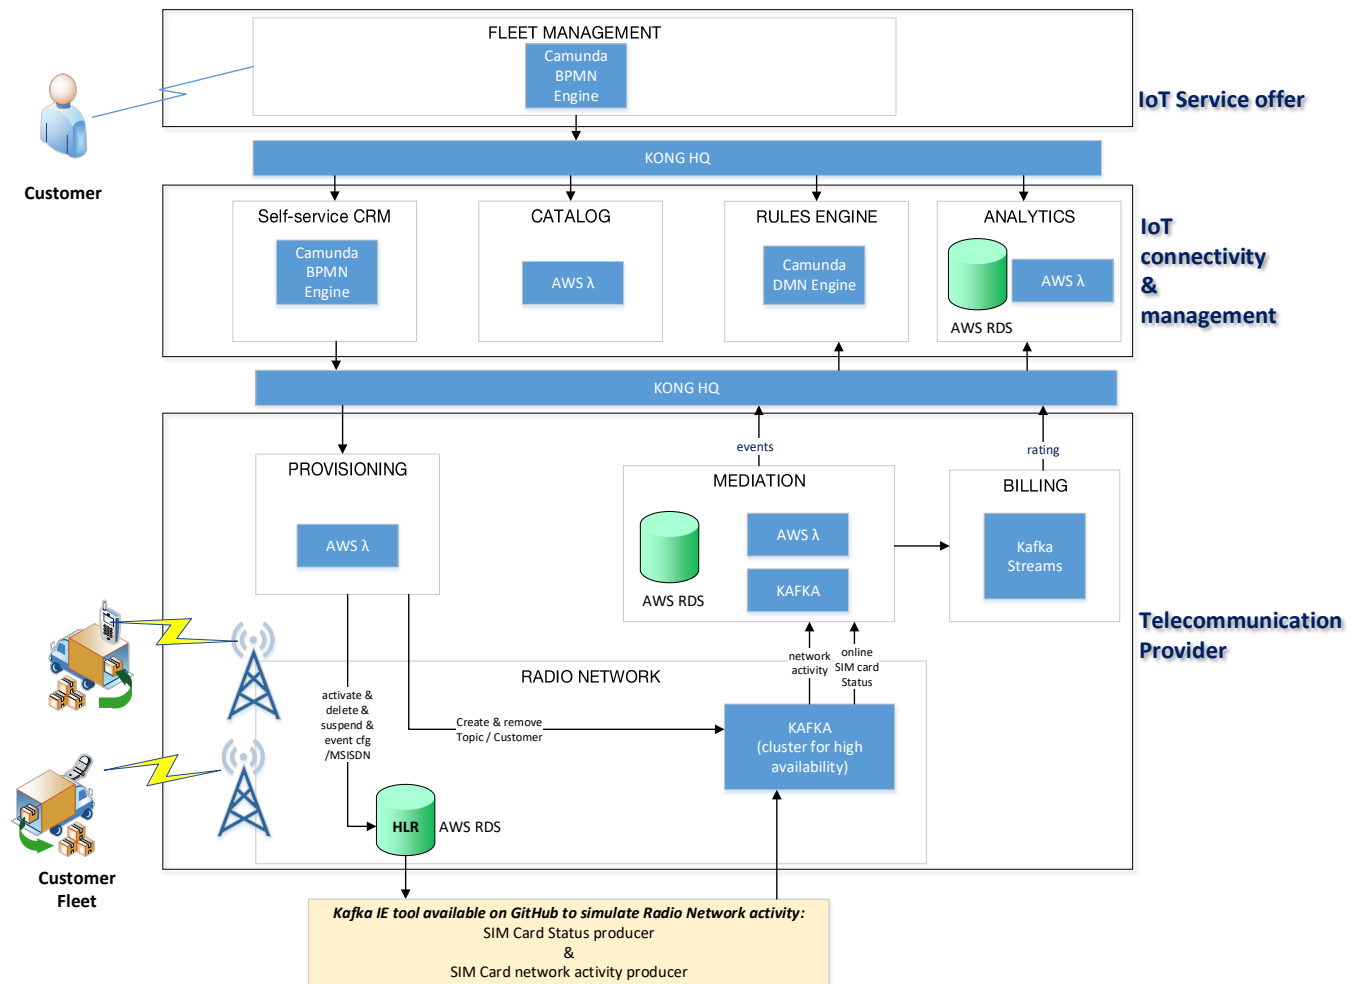 FLEET MANAGEMENT
Camunda
BPMN
Engine
IoT Service offer
Customer
KONG HQ
Self-service CRM
Camunda
BPMN
Engine
CATALOG
AWS λ
RULES ENGINE
Camunda
DMN Engine
ANALYTICS
AWS λ
AWS RDS
IoT
connectivity
&
management
KONG HQ
events
rating
PROVISIONING
AWS λ
MEDIATION
AWS λ
KAFKA
AWS RDS
BILLING
Kafka
Streams
Telecommunication
Provider
network
activity
online
SIM card
Status
RADIO NETWORK
activate &
delete &
suspend &
event cfg
/MSISDN
Create & remove
Topic / Customer
KAFKA
(cluster for high
availability)
HLR
AWS RDS
Customer
Fleet
Kafka IE tool available on GitHub to simulate Radio Network activity:
SIM Card Status producer
&
SIM Card network activity producer